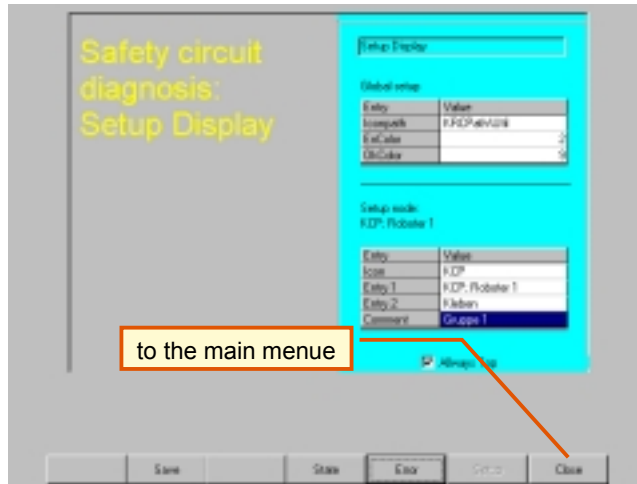 Safety circuit
diagnosis:
Setup Display
Setup Display
Global setup
Entry Value
Iconpath
ErrColor 2
OkColor 9
Setup node:
KCP: Roboter 1
Entry Value
Icon KCP
Entry 1 KCP: Roboter 1
Entry 2 Kleben
Comment Gruppe 1
to the main menue
Always Top
Save State Error Setup Close